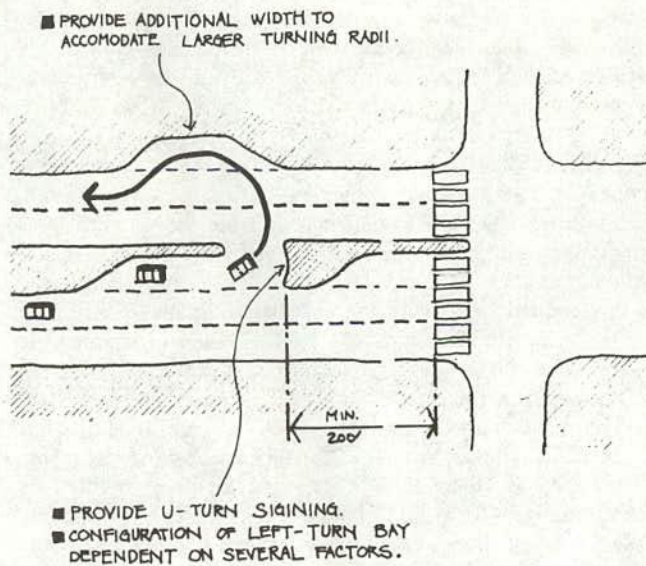 ■ PROVIDE ADDITIONAL WIDTH TO
ACCOMODATE LARGER TURNING RADII.
MIN.
200'
■ PROVIDE U-TURN SIGINING.
■ CONFIGURATION OF LEFT-TURN BAY
DEPENDENT ON SEVERAL FACTORS.